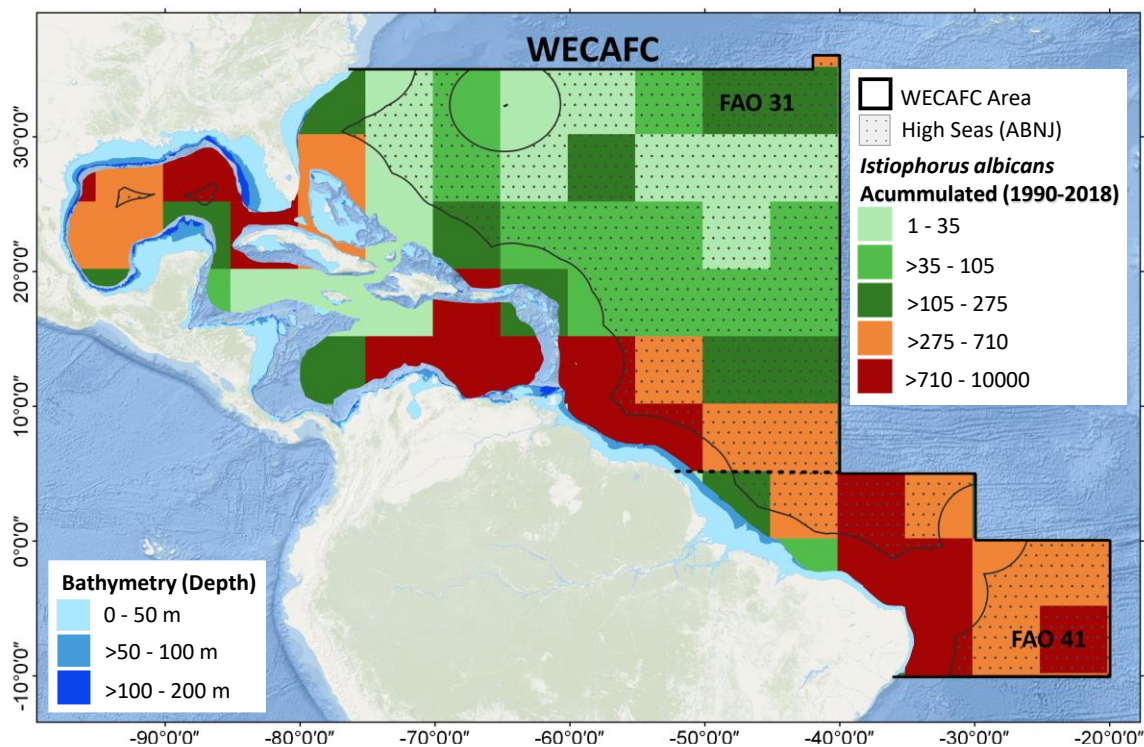 WECAFC
FAO 31
WECAFC Area
High Seas (ABNJ)
Istiophorus albicans
Acummulated (1990-2018)
1 - 35
>35 - 105
>105 - 275
>275 - 710
>710 - 10000
30°0'0"
20°0'0"
10°0'0"
0°0'0"
-10°0'0"
Bathymetry (Depth)
0 - 50 m
>50 - 100 m
>100 - 200 m
FAO 41
-90°0'0" -80°0'0" -70°0'0" -60°0'0" -50°0'0" -40°0'0" -30°0'0" -20°0'0"